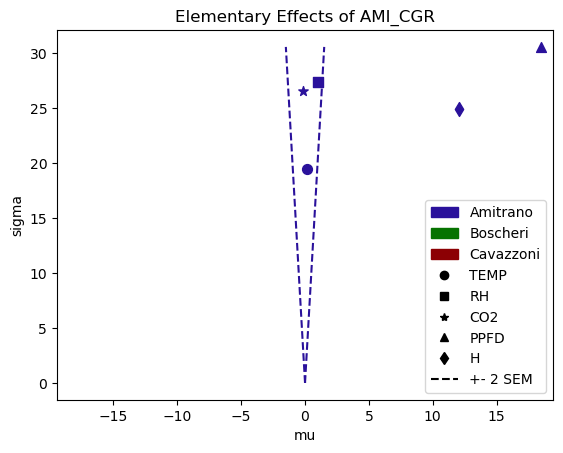 Elementary Effects of AMI_CGR
30
25
20
15
10
5
0
sigma
−15
−10
−5
0
5
10
15
mu
Amitrano
Boscheri
Cavazzoni
TEMP
RH
CO2
PPFD
H
+- 2 SEM